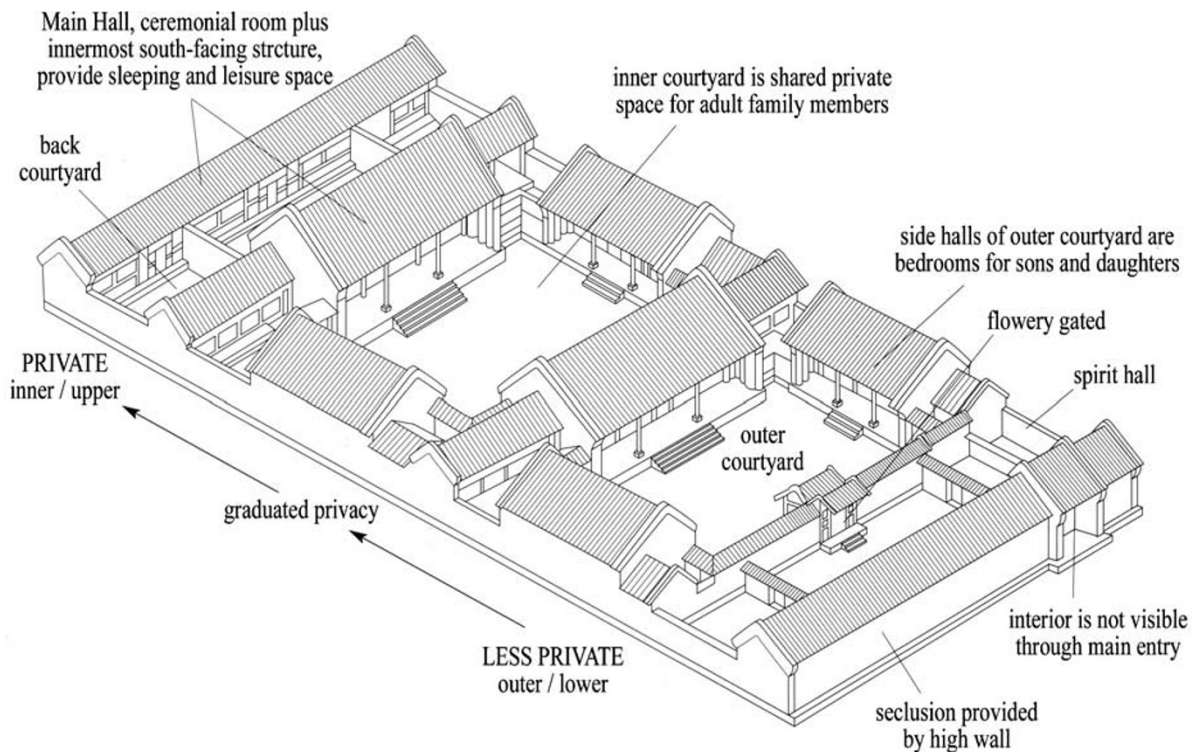 Main Hall, ceremonial room plus
innermost south-facing strcture,
provide sleeping and leisure space
inner courtyard is shared private
space for adult family members
back
courtyard
side halls of outer courtyard are
bedrooms for sons and daughters
flowery gated
spirit hall
PRIVATE
inner / upper
outer
courtyard
graduated privacy
LESS PRIVATE
outer / lower
interior is not visible
through main entry
seclusion provided
by high wall